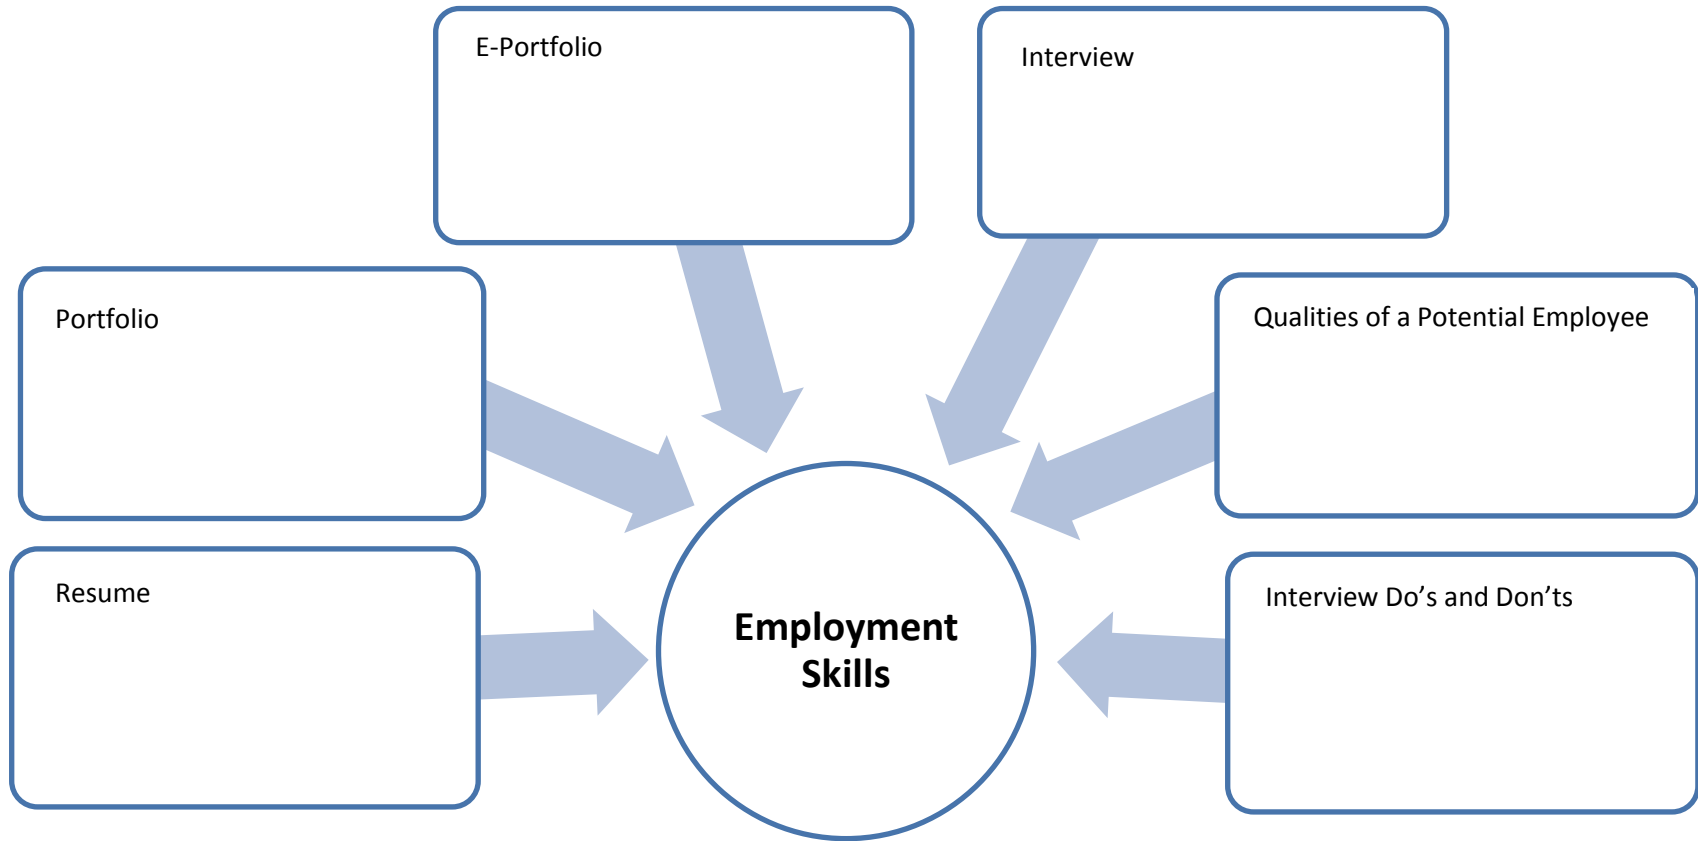 E-Portfolio
Interview
Portfolio
Qualities of a Potential Employee
Resume
Interview Do’s and Don’ts
Employment
Skills